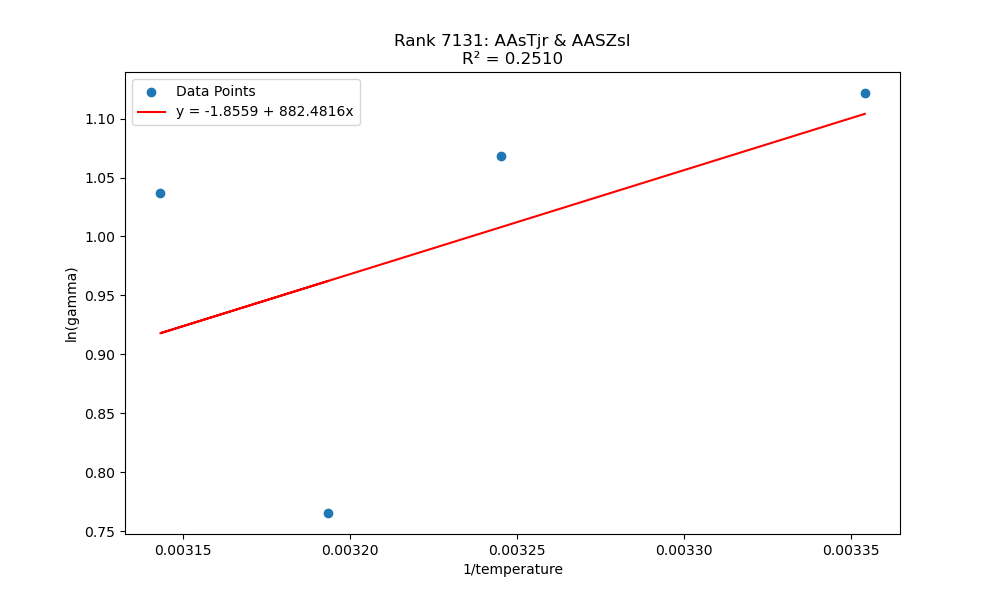 Rank 7131: AAsTjr & AASZsI
R² = 0.2510
Data Points
y = -1.8559 + 882.4816x
1.10
1.05
1.00
0.95
0.90
0.85
0.80
0.75
ln(gamma)
0.00315 0.00320 0.00325 0.00330 0.00335
1/temperature